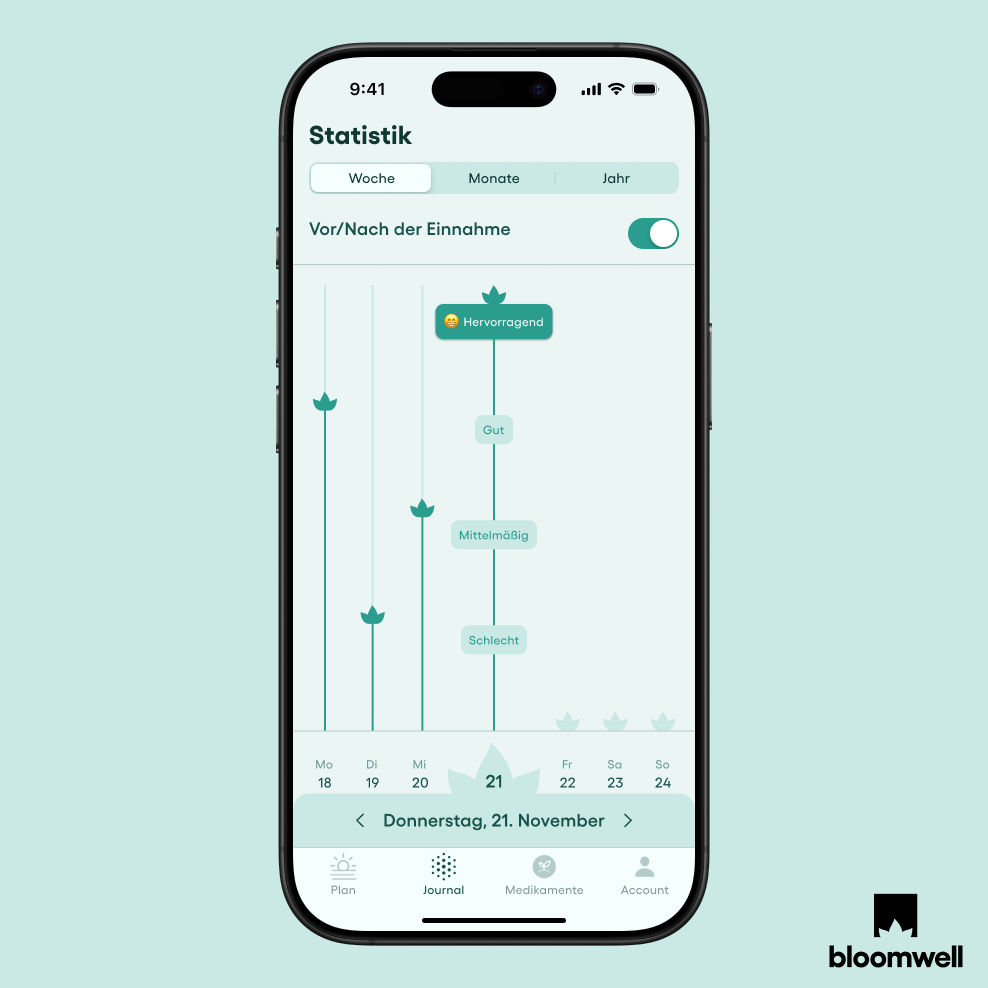 9:41
Statistik
Woche Monate Jahr
Vor/Nach der Einnahme
😁 Hervorragend
Gut
Mittelmäßig
Schlecht
Mo Di Mi Fr Sa So
18 19 20 21 22 23 24
Donnerstag, 21. November
Plan Journal Medikamente Account
bloomwell